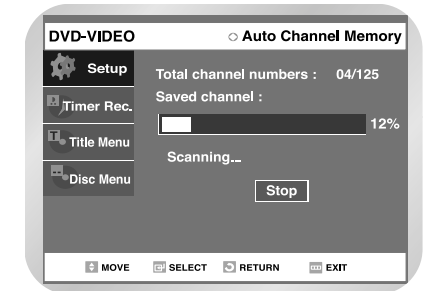 DVD-VIDEO
Auto Channel Memory
Setup
Timer Rec.
Title Menu
Disc Menu
Total channel numbers : 04/125
Saved channel :
12%
Scanning...
Stop
MOVE SELECT RETURN EXIT